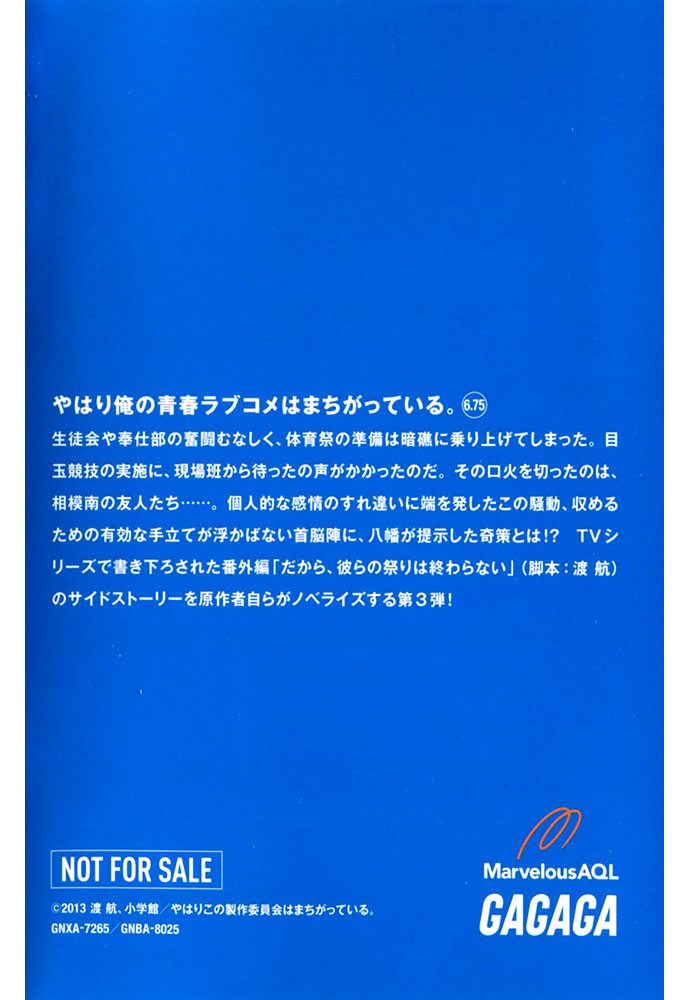 やはり俺の青春ラブコメはまちがっている。6.75
生徒会や奉仕部の奮闘むなしく、体育祭の準備は暗礁に乗り上げてしまった。目
玉競技の実施に、現場班から待ったの声がかかったのだ。その口火を切ったのは、
相模南の友人たち……。個人的な感情のすれ違いに端を発したこの騒動、収める
ための有効な手立てが浮かばない首脳陣に、八幡が提示した奇策とは!? TVシ
リーズで書き下ろされた番外編「だから、彼らの祭りは終わらない」（脚本：渡 航）
のサイドストーリーを原作者自らがノベライズする第3弾！
NOT FOR SALE
©2013 渡 航、小学館／やはりこの製作委員会はまちがっている。
GNXA-7265／GNBA-8025
MarvelousAQL
GAGAGA